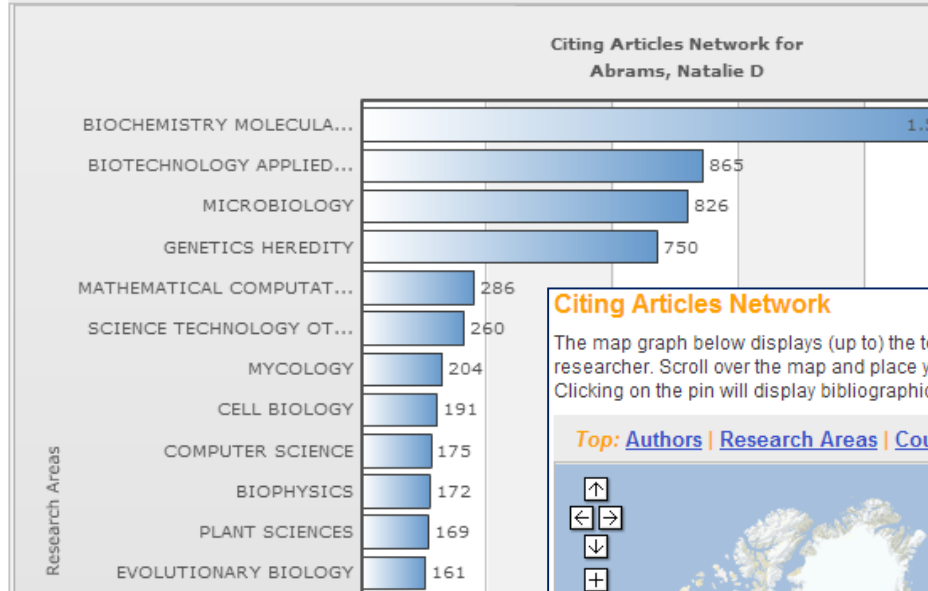 Citing Articles Network for
Abrams, Natalie D
BIOCHEMISTRY MOLECULA...
BIOTECHNOLOGY APPLIED... 865
MICROBIOLOGY 826
GENETICS HEREDITY 750
MATHEMATICAL COMPUTAT... 286
SCIENCE TECHNOLOGY OT... 260
MYCOLOGY 204
CELL BIOLOGY 191
COMPUTER SCIENCE 175
BIOPHYSICS 172
PLANT SCIENCES 169
EVOLUTIONARY BIOLOGY 161
Research Areas
Citing Articles Network
The map graph below displays (up to) the
researcher. Scroll over the map and place
Clicking on the pin will display
Top: Authors | Research Areas |